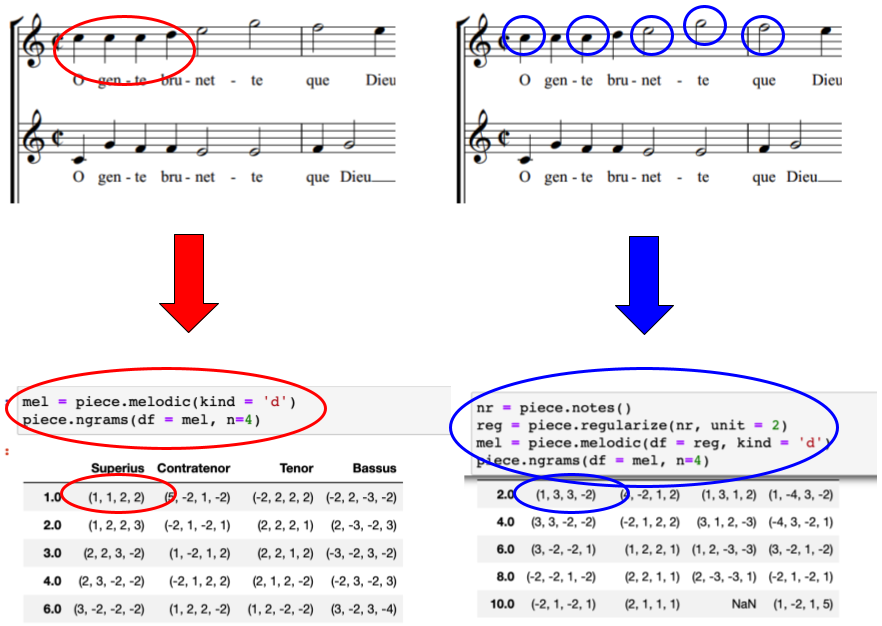 O gen - te bru - net - te que Dieu
O gen - te bru - net - te que Dieu
O gen - te bru - net - te que Dieu
O gen - te bru - net - te que Dieu
mel = piece.melodic(kind = 'd')
piece.ngrams(df = mel, n=4)
:
Superius Contratenor Tenor Bassus
1.0 (1, 1, 2, 2) (5, -2, 1, -2) (-2, 2, 2, 2) (-2, 2, -3, -2)
2.0 (1, 2, 2, 3) (-2, 1, -2, 1) (2, 2, 2, 1) (2, -3, -2, 3)
3.0 (2, 2, 3, -2) (1, -2, 1, 2) (2, 2, 1, 2) (-3, -2, 3, -2)
4.0 (2, 3, -2, -2) (-2, 1, 2, 2) (2, 1, 2, -2) (-2, 3, -2, 3)
6.0 (3, -2, -2, -2) (1, 2, 2, -2) (1, 2, -2, -2) (3, -2, 3, -4)
nr = piece.notes()
reg = piece.regularize(nr, unit = 2)
mel = piece.melodic(df = reg, kind = 'd')
piece.ngrams(df = mel, n=4)
2.0 (1, 3, 3, -2) (4, -2, 1, 2) (1, 3, 1, 2) (1, -4, 3, -2)
4.0 (3, 3, -2, -2) (-2, 1, 2, 2) (3, 1, 2, -3) (-4, 3, -2, 1)
6.0 (3, -2, -2, 1) (1, 2, 2, 1) (1, 2, -3, -3) (3, -2, 1, -2)
8.0 (-2, -2, 1, -2) (2, 2, 1, 1) (2, -3, -3, 1) (-2, 1, -2, 1)
10.0 (-2, 1, -2, 1) (2, 1, 1, 1) NaN (1, -2, 1, 5)